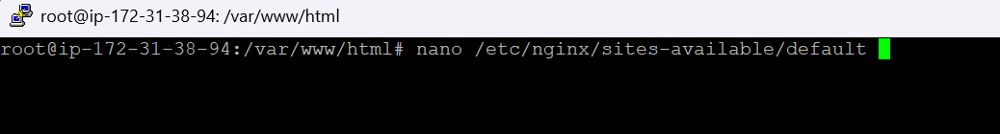 root@ip-172-31-38-94: /var/www/html
root@ip-172-31-38-94:/var/www/html# nano /etc/nginx/sites-available/default